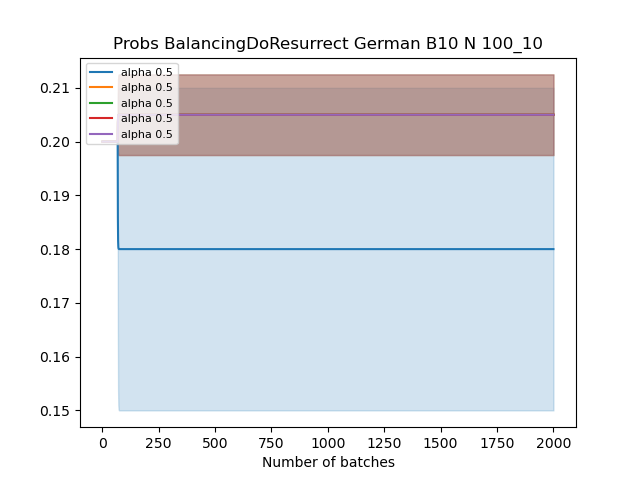 Probs BalancingDoResurrect German B10 N 100_10
alpha 0.5
alpha 0.5
alpha 0.5
alpha 0.5
alpha 0.5
0.21
0.20
0.19
0.18
0.17
0.16
0.15
0 250 500 750 1000 1250 1500 1750 2000
Number of batches